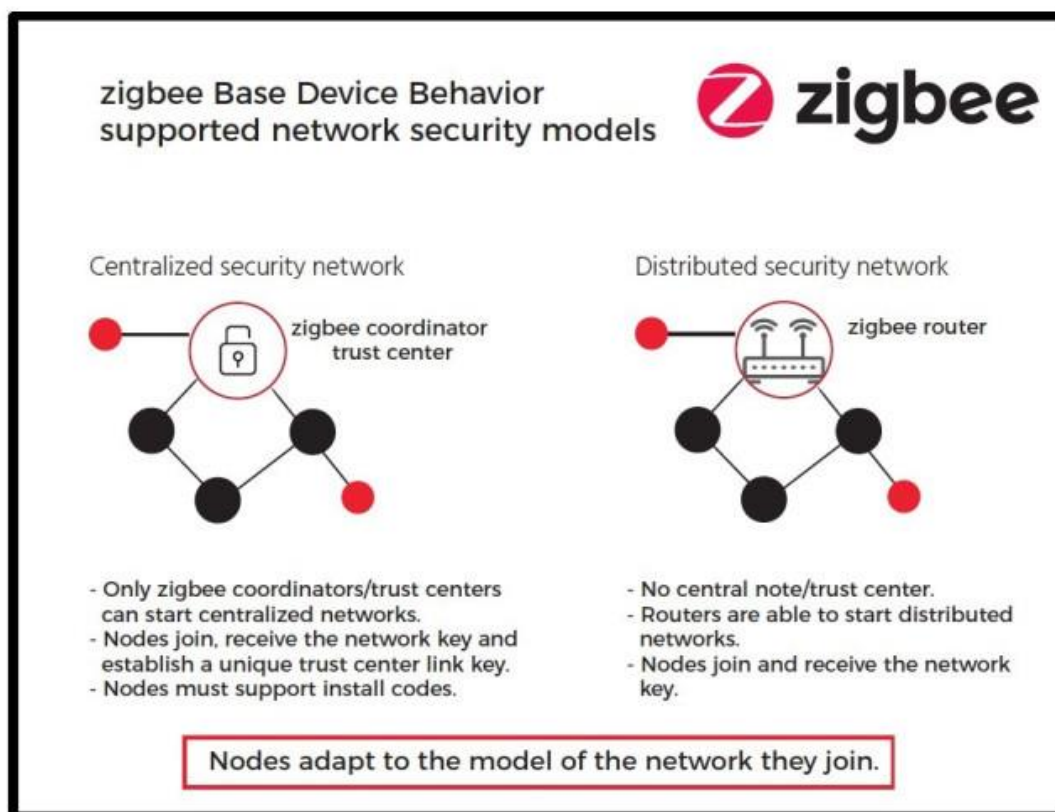 zigbee Base Device Behavior
supported network security models
zigbee
Centralized security network
zigbee coordinator
trust center
- Only zigbee coordinators/trust centers
can start centralized networks.
- Nodes join, receive the network key and
establish a unique trust center link key.
- Nodes must support install codes.
Distributed security network
zigbee router
- No central note/trust center.
- Routers are able to start distributed
networks.
- Nodes join and receive the network
key.
Nodes adapt to the model of the network they join.